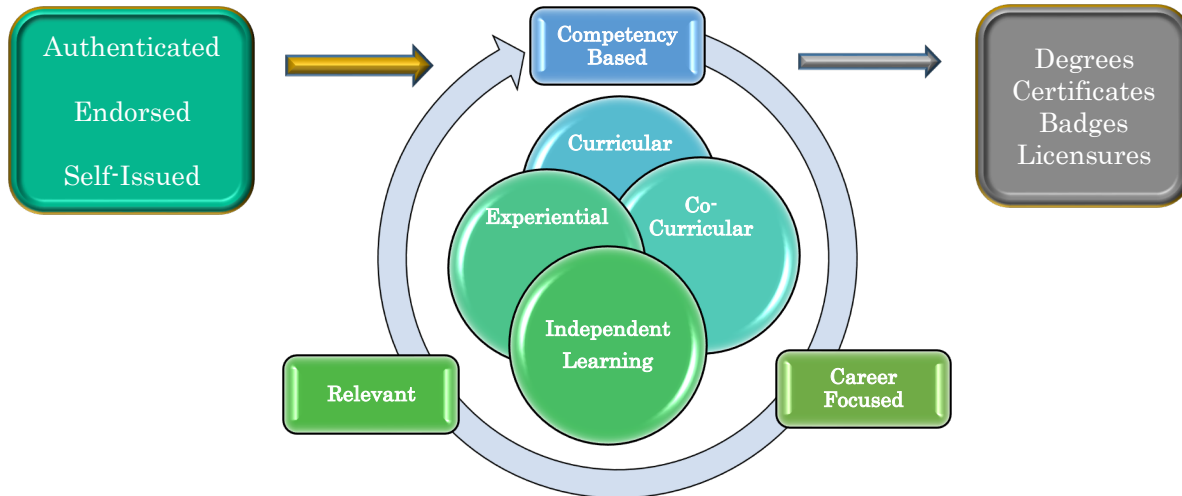 Authenticated
Endorsed
Self-Issued
Competency
Based
Degrees
Certificates
Badges
Licensures
Curricular
Experiential
Co-
Curricular
Independent
Learning
Relevant
Career
Focused